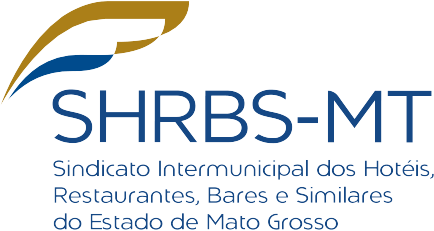 SHRBS-MT
Sindicato Intermunicipal dos Hotéis,
Restaurantes, Bares e Similares
do Estado de Mato Grosso